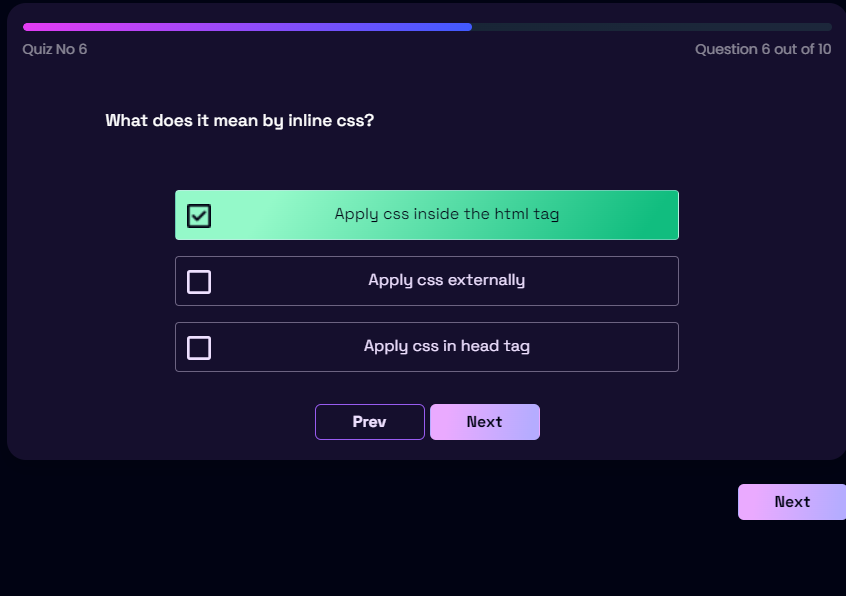 Quiz No 6
Question 6 out of 10
What does it mean by inline css?
Apply css inside the html tag
Apply css externally
Apply css in head tag
Prev
Next
Next